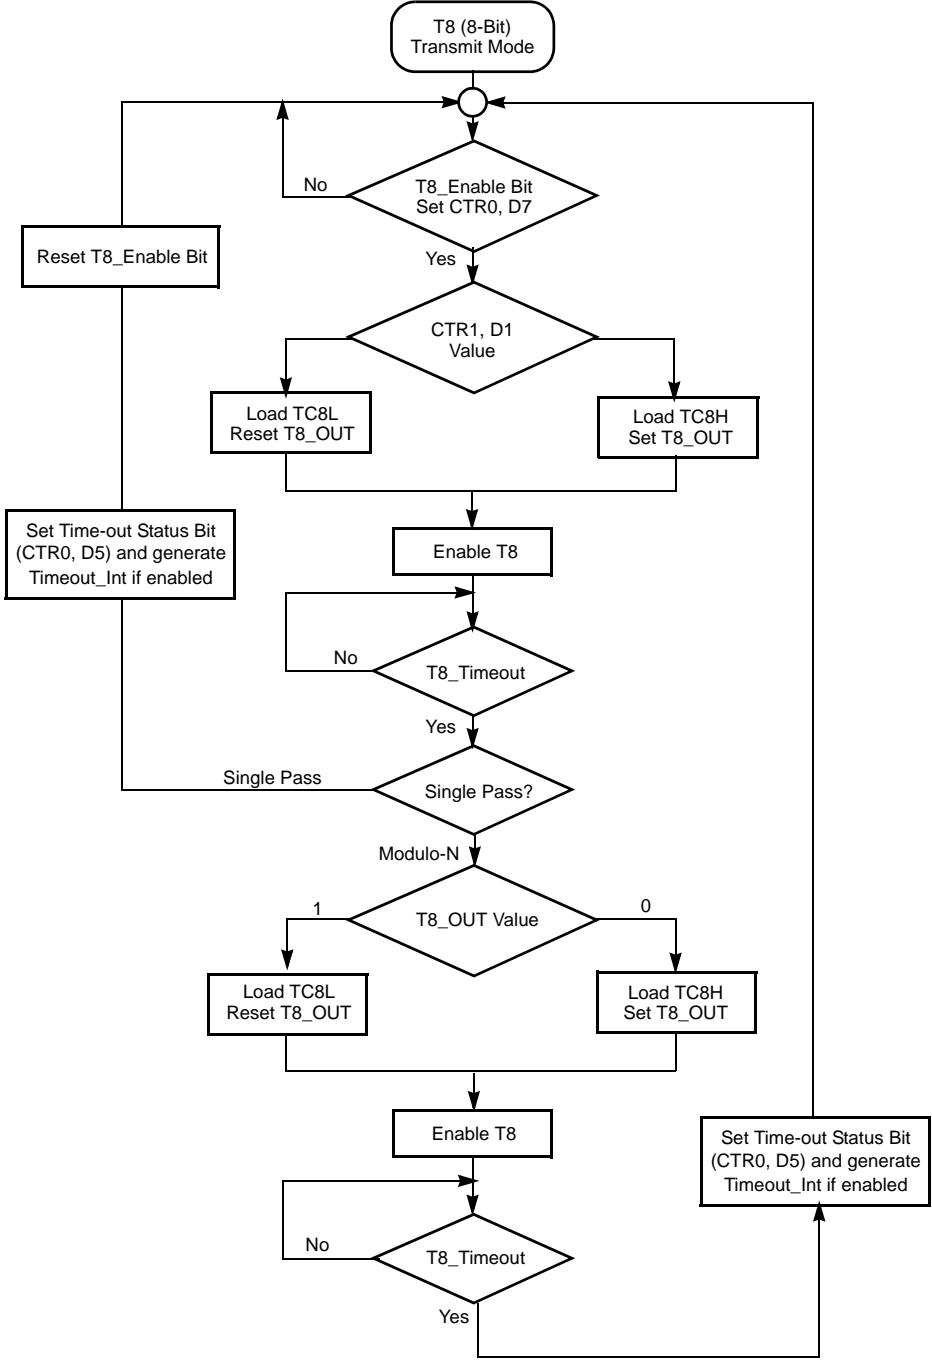 T8 (8-Bit)
Transmit Mode
No
T8_Enable Bit
Set CTR0, D7
Reset T8_Enable Bit
Yes
CTR1, D1
Value
Load TC8L
Reset T8_OUT
Load TC8H
Set T8_OUT
Set Time-out Status Bit
(CTR0, D5) and generate
Timeout_Int if enabled
Enable T8
No
T8_Timeout
Yes
Single Pass
Single Pass?
Modulo-N
1
T8_OUT Value
0
Load TC8L
Reset T8_OUT
Load TC8H
Set T8_OUT
Enable T8
Set Time-out Status Bit
(CTR0, D5) and generate
Timeout_Int if enabled
No
T8_Timeout
Yes